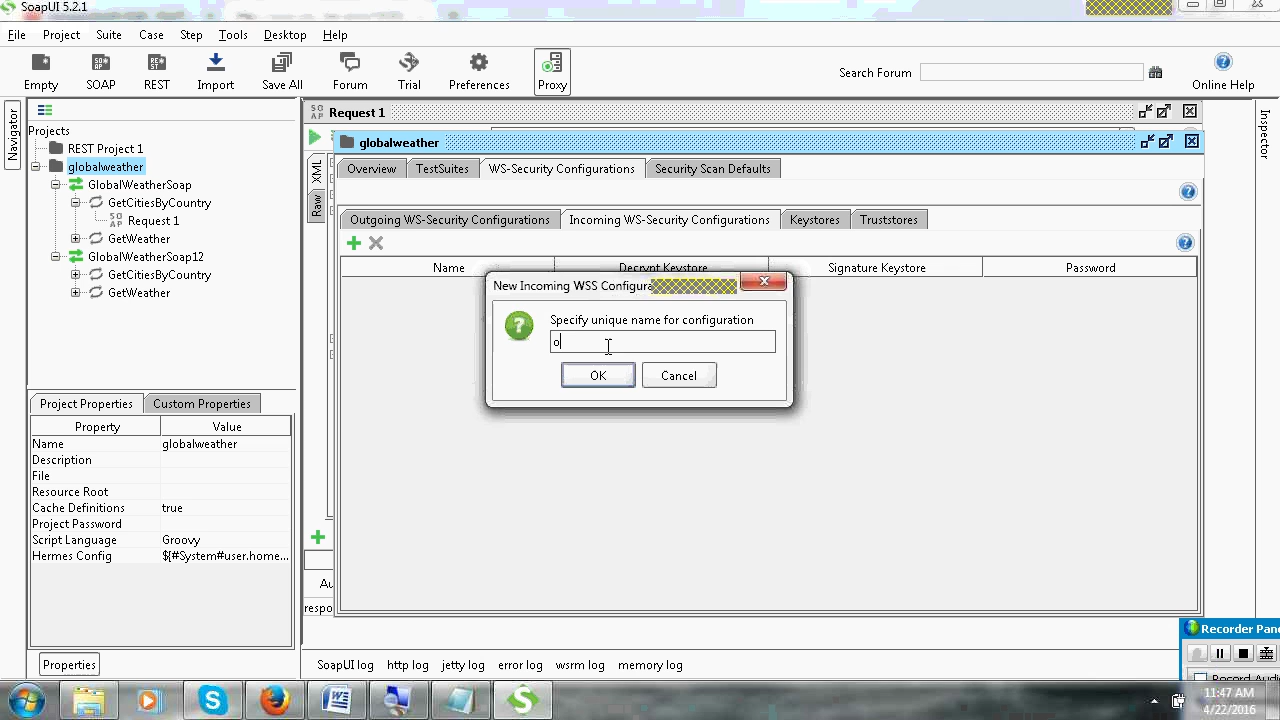 SoapUI 5.2.1
File Project Suite Case Step Tools Desktop Help
Empty SOAP REST Import Save All Forum Trial Preferences Proxy
Search Forum
Online Help
Navigator
Inspector
Projects
REST Project 1
globalweather
GlobalWeatherSoap
GetCitiesByCountry
Request 1
GetWeather
GlobalWeatherSoap12
GetCitiesByCountry
GetWeather
Project Properties Custom Properties
Property Value
Name globalweather
Description
File
Resource Root
Cache Definitions true
Project Password
Script Language Groovy
Hermes Config ${#System#user.home...
Properties
Request 1
XML
Raw
globalweather
Overview TestSuites WS-Security Configurations Security Scan Defaults
Outgoing WS-Security Configurations Incoming WS-Security Configurations Keystores Truststores
Name Decrypt Keystore Signature Keystore Password
New Incoming WSS Configura
Specify unique name for configuration
o
OK Cancel
Au
respo
SoapUI log http log jetty log error log wsrm log memory log
Recorder Pan
Record Audi
11:47 AM
4/22/2016